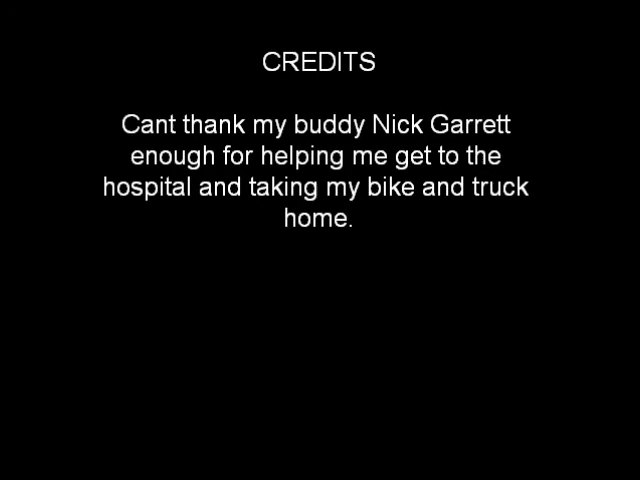 CREDITS
Cant thank my buddy Nick Garrett
enough for helping me get to the
hospital and taking my bike and truck
home.